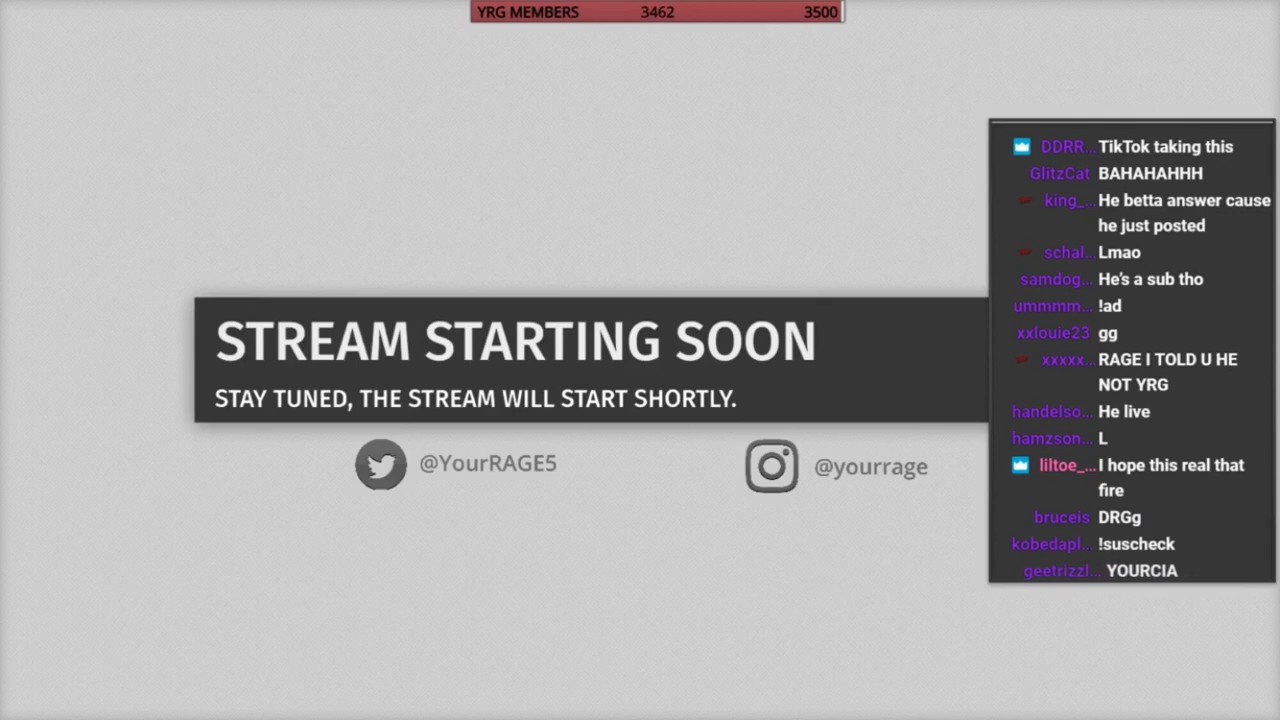 YRG MEMBERS 3462 3500
STREAM STARTING SOON
STAY TUNED, THE STREAM WILL START SHORTLY.
@YourRAGE5
@yourrage
DDRR... TikTok taking this
GlitzCat BAHAHAHHH
king_... He betta answer cause
he just posted
schal... Lmao
samdog... He's a sub tho
ummmm... !ad
xxlouie23 gg
xxxxx... RAGE I TOLD U HE
NOT YRG
handelso... He live
hamzson... L
liltoe_... I hope this real that
fire
bruceis DRGg
kobedapl... !suscheck
geetrizzl... YOURCIA